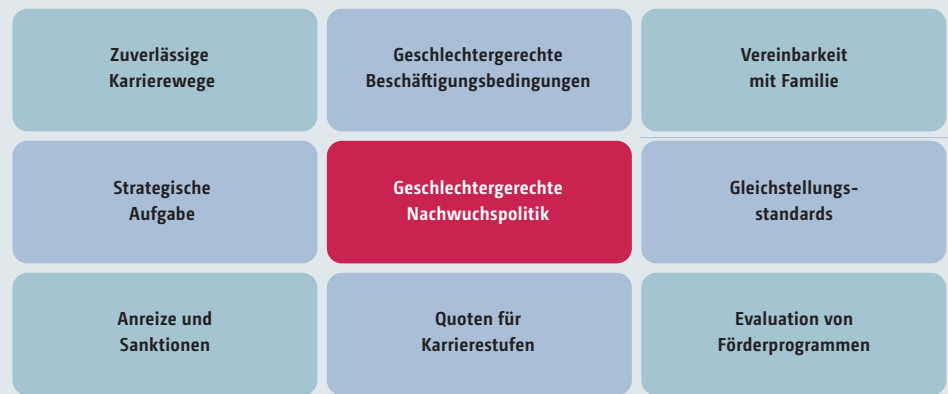 Zuverlässige
Karrierewege
Geschlechtergerechte
Beschäftigungsbedingungen
Vereinbarkeit
mit Familie
Strategische
Aufgabe
Geschlechtergerechte
Nachwuchspolitik
Gleichstellungs-
standards
Anreize und
Sanktionen
Quoten für
Karrierestufen
Evaluation von
Förderprogrammen